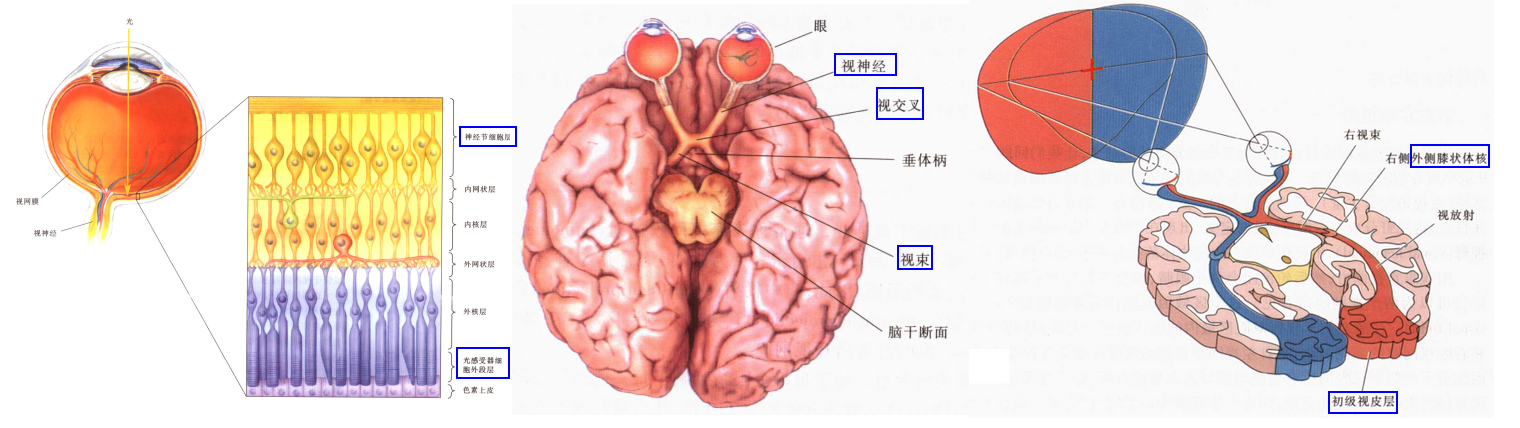 光
视网膜
视神经
神经节细胞层
内网状层
内核层
外网状层
外核层
光感受器细
胞外段层
色素上皮
眼
视神经
视交叉
垂体柄
视束
脑干断面
右视束
右侧外侧膝状体核
视放射
初级视皮层